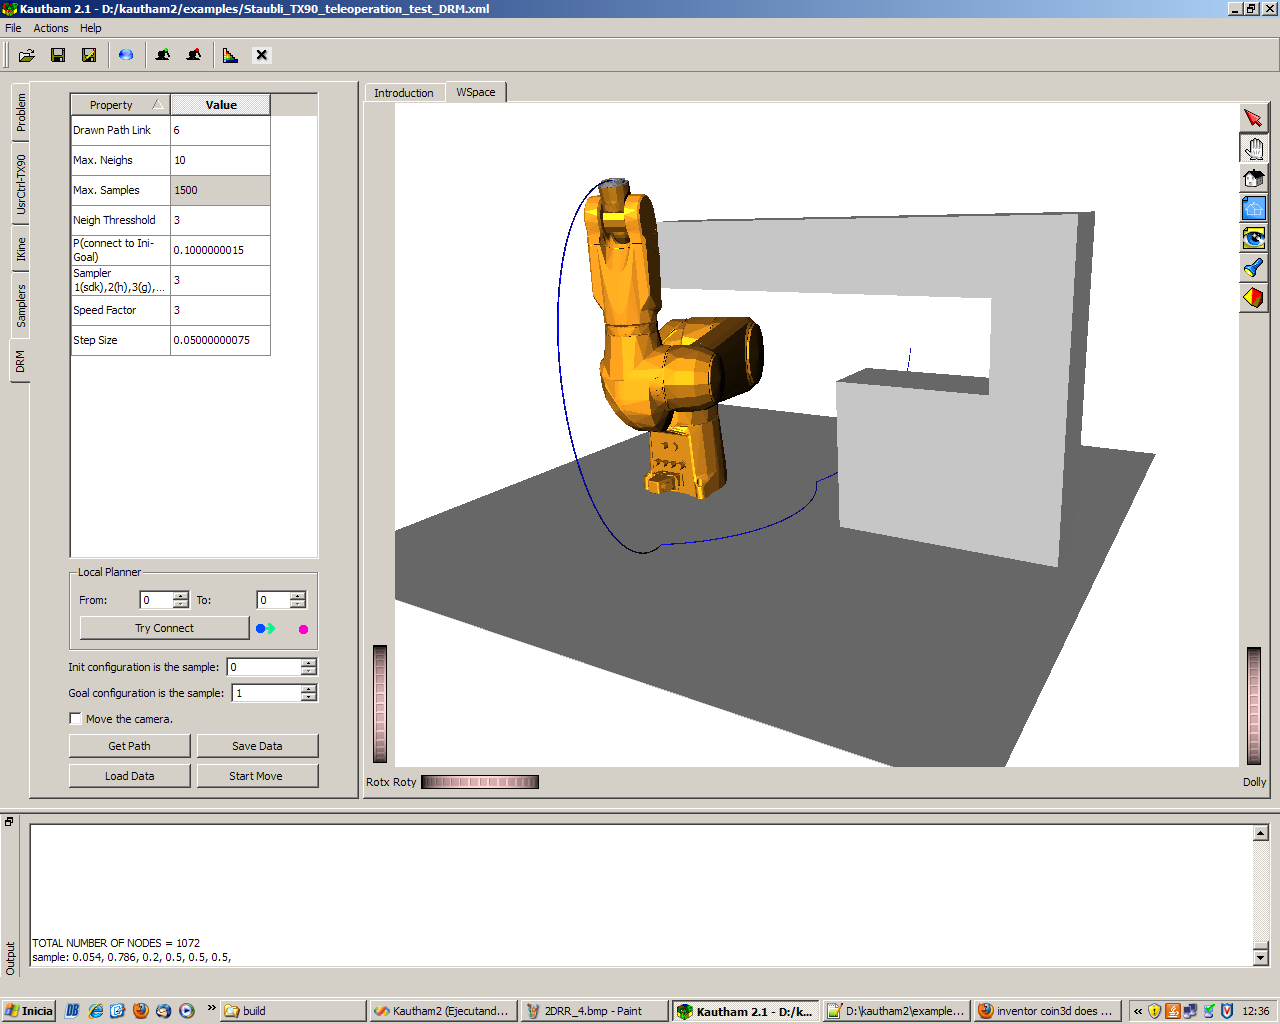 Kautham 2.1 - D:/kautham2/examples/Staubli_TX90_teleoperation_test_DRM.xml
File Actions Help
Introduction
WSpace
Problem
UsrCtrl-TX90
IKine
Samplers
DRM
Property Value
Drawn Path Link 6
Max. Neighs 10
Max. Samples 1500
Neigh Thresshold 3
P(connect to Ini-
Goal) 0.1000000015
Sampler
1(sdk),2(h),3(g),... 3
Speed Factor 3
Step Size 0.05000000075
Local Planner
From: 0 To: 0
Try Connect
Init configuration is the sample: 0
Goal configuration is the sample: 1
Move the camera.
Get Path Save Data
Load Data Start Move
Rotx Roty
Dolly
Output
TOTAL NUMBER OF NODES = 1072
sample: 0.054, 0.786, 0.2, 0.5, 0.5, 0.5,
Inicia
DB
»
build
Kautham2 (Ejecutand...
2DRR_4.bmp - Paint
Kautham 2.1 - D:/k...
D:\kautham2\example...
inventor coin3d does ...
«
12:36